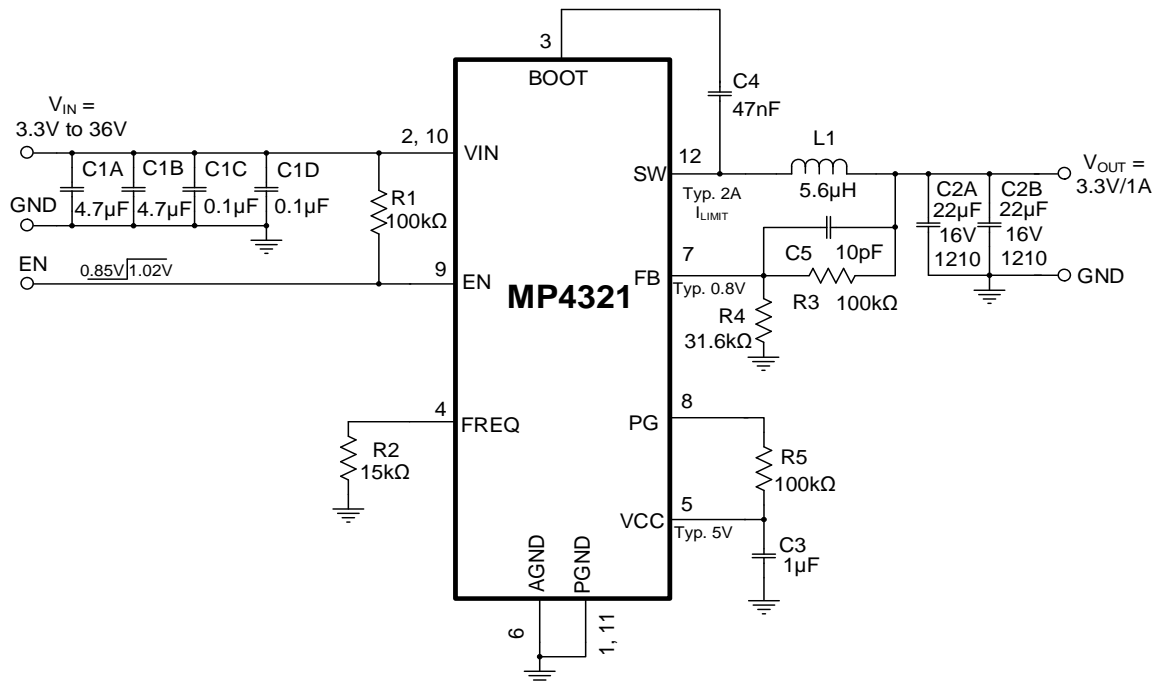 3
BOOT
C4
47nF
V_IN =
3.3V to 36V
2, 10
VIN
C1A
C1B
C1C
C1D
4.7µF
4.7µF
0.1µF
0.1µF
GND
R1
100kΩ
EN
0.85V
1.02V
9
EN
MP4321
12
SW
Typ. 2A
I_LIMIT
L1
5.6µH
V_OUT =
3.3V/1A
C2A
22µF
16V
1210
C2B
22µF
16V
1210
GND
7
FB
Typ. 0.8V
C5
10pF
R3
100kΩ
R4
31.6kΩ
4
FREQ
R2
15kΩ
8
PG
R5
100kΩ
5
VCC
Typ. 5V
C3
1µF
AGND
PGND
6
1, 11